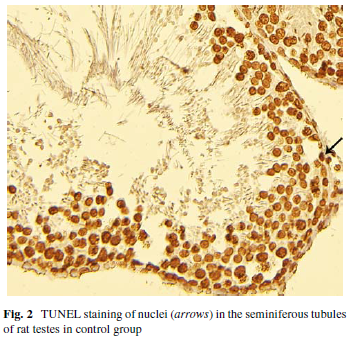 Fig. 2 TUNEL staining of nuclei (arrows) in the seminiferous tubules
of rat testes in control group